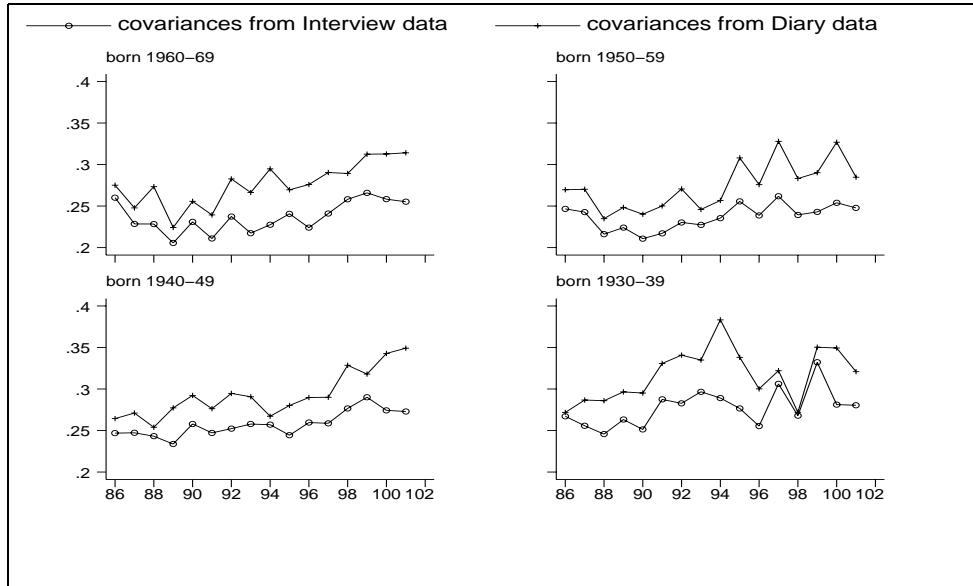 covariances from Interview data covariances from Diary data
born 1960–69 born 1950–59
.4
.35
.3
.25
.2
born 1940–49 born 1930–39
.4
.35
.3
.25
.2
86 88 90 92 94 96 98 100 102 86 88 90 92 94 96 98 100 102